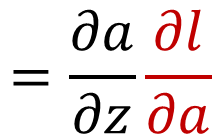 = ∂a/∂z ∂l/∂a